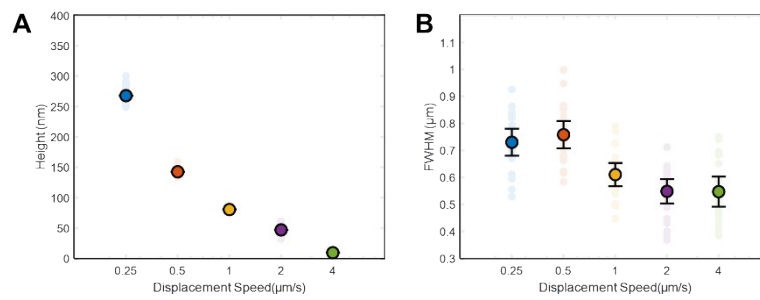 A
400
350
300
250
200
150
100
50
0
Height (nm)
0.25 0.5 1 2 4
Displacement Speed(µm/s)
B
1.1
1
0.9
0.8
0.7
0.6
0.5
0.4
0.3
FWHM (µm)
0.25 0.5 1 2 4
Displacement Speed(µm/s)